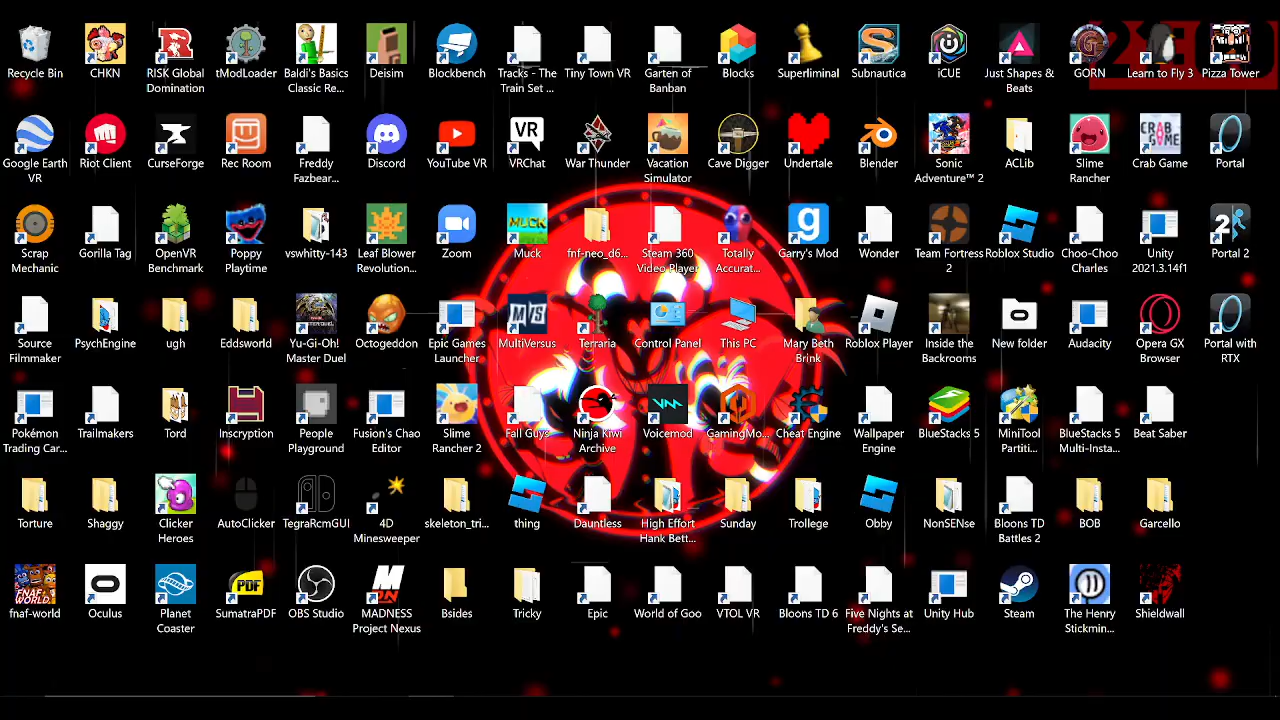 Recycle Bin
CHKN
RISK Global
Domination
tModLoader
Baldi's Basics
Classic Re...
Deisim
Blockbench
Tracks - The
Train Set ...
Tiny Town VR
Garten of
Banban
Blocks
Superliminal
Subnautica
iCUE
Just Shapes &
Beats
GORN
Learn to Fly 3
Pizza Tower
Google Earth
VR
Riot Client
CurseForge
Rec Room
Freddy
Fazbear...
Discord
YouTube VR
VR
VRChat
War Thunder
Vacation
Simulator
Cave Digger
Undertale
Blender
Sonic
Adventure™ 2
ACLib
Slime
Rancher
CRAB
GAME
Crab Game
Portal
Scrap
Mechanic
Gorilla Tag
OpenVR
Benchmark
Poppy
Playtime
vswhitty-143
Leaf Blower
Revolution...
Zoom
MUCK
Muck
fnf-neo_d6...
Steam 360
Video Player
Totally
Accurat...
g
Garry's Mod
Wonder
Team Fortress
2
Roblox Studio
Choo-Choo
Charles
Unity
2021.3.14f1
2
Portal 2
Source
Filmmaker
PsychEngine
ugh
Eddsworld
Yu-Gi-Oh!
Master Duel
Octogeddon
Epic Games
Launcher
MVS
MultiVersus
Terraria
Control Panel
This PC
Mary Beth
Brink
Roblox Player
Inside the
Backrooms
New folder
Audacity
Opera GX
Browser
Portal with
RTX
Pokémon
Trading Car...
Trailmakers
Tord
Inscryption
People
Playground
Fusion's Chao
Editor
Slime
Rancher 2
Fall Guys
Ninja Kiwi
Archive
VM
Voicemod
GamingMo...
Cheat Engine
Wallpaper
Engine
BlueStacks 5
MiniTool
Partiti...
BlueStacks 5
Multi-Insta...
Beat Saber
Torture
Shaggy
Clicker
Heroes
AutoClicker
TegraRcmGUI
4D
Minesweeper
skeleton_tri...
thing
Dauntless
High Effort
Hank Bett...
Sunday
Trollege
Obby
NonSENse
Bloons TD
Battles 2
BOB
Garcello
fnaf-world
Oculus
Planet
Coaster
PDF
SumatraPDF
OBS Studio
MADNESS
Project Nexus
Bsides
Tricky
Epic
World of Goo
VTOL VR
Bloons TD 6
Five Nights at
Freddy's Se...
Unity Hub
Steam
The Henry
Stickmin...
Shieldwall